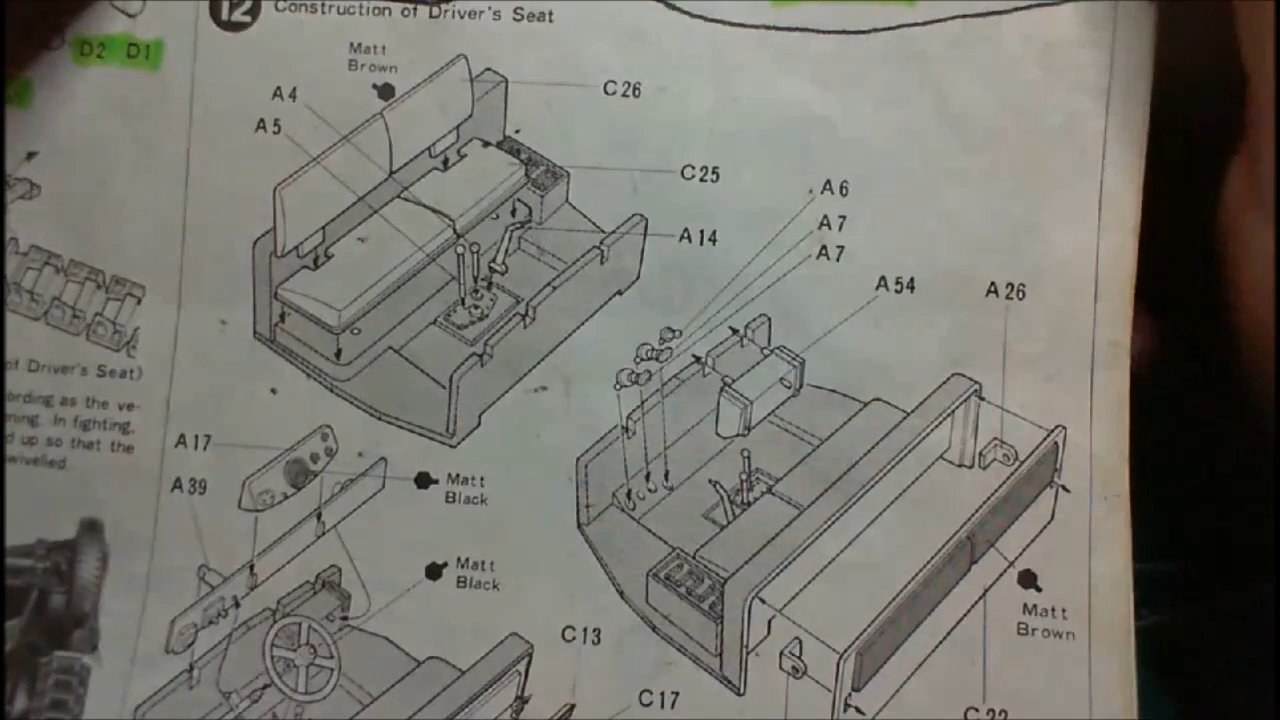 12 Construction of Driver's Seat
D2 D1
Matt
Brown
A4
A5
C26
C25
A14
A6
A7
A7
A54
A26
of Driver's Seat)
ording as the ve-
ning. In fighting,
d up so that the
wivelled
A17
A39
Matt
Black
Matt
Black
Matt
Brown
C13
C17
C22